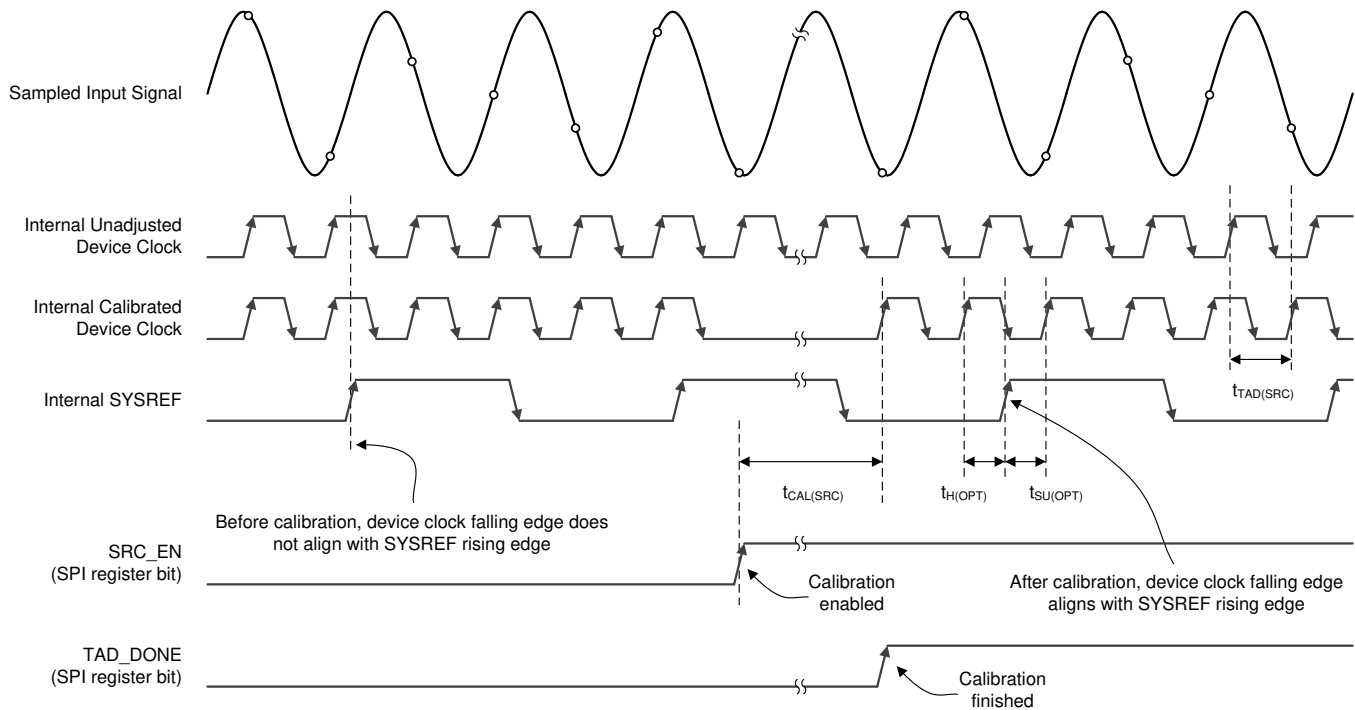 Sampled Input Signal
Internal Unadjusted
Device Clock
Internal Calibrated
Device Clock
Internal SYSREF
tTAD(SRC)
tCAL(SRC)
tH(OPT)
tSU(OPT)
Before calibration, device clock falling edge does
not align with SYSREF rising edge
SRC_EN
(SPI register bit)
Calibration
enabled
After calibration, device clock falling edge
aligns with SYSREF rising edge
TAD_DONE
(SPI register bit)
Calibration
finished